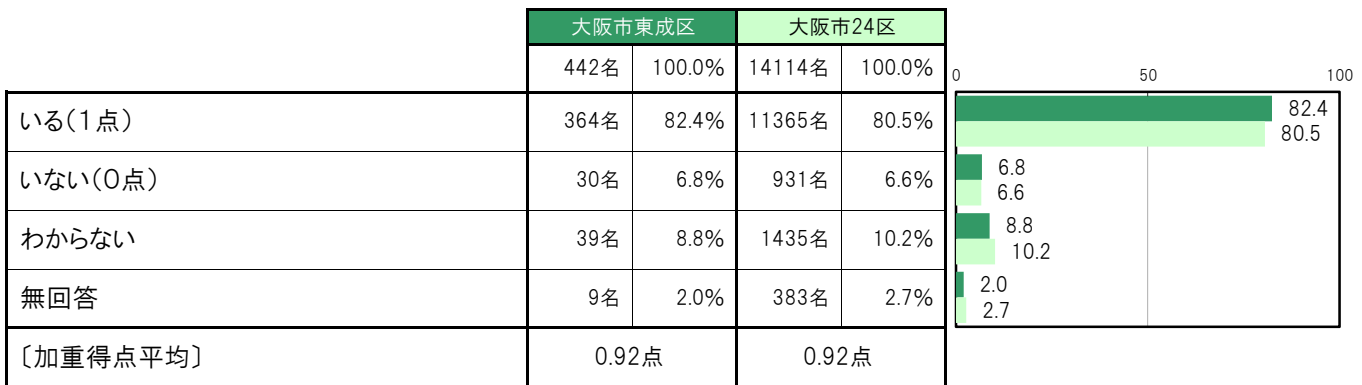 大阪市東成区 大阪市24区
442名 100.0% 14114名 100.0%
0 50 100
いる(1点) 364名 82.4% 11365名 80.5%
82.4
80.5
いない(0点) 30名 6.8% 931名 6.6%
6.8
6.6
わからない 39名 8.8% 1435名 10.2%
8.8
10.2
無回答 9名 2.0% 383名 2.7%
2.0
2.7
〔加重得点平均〕 0.92点 0.92点